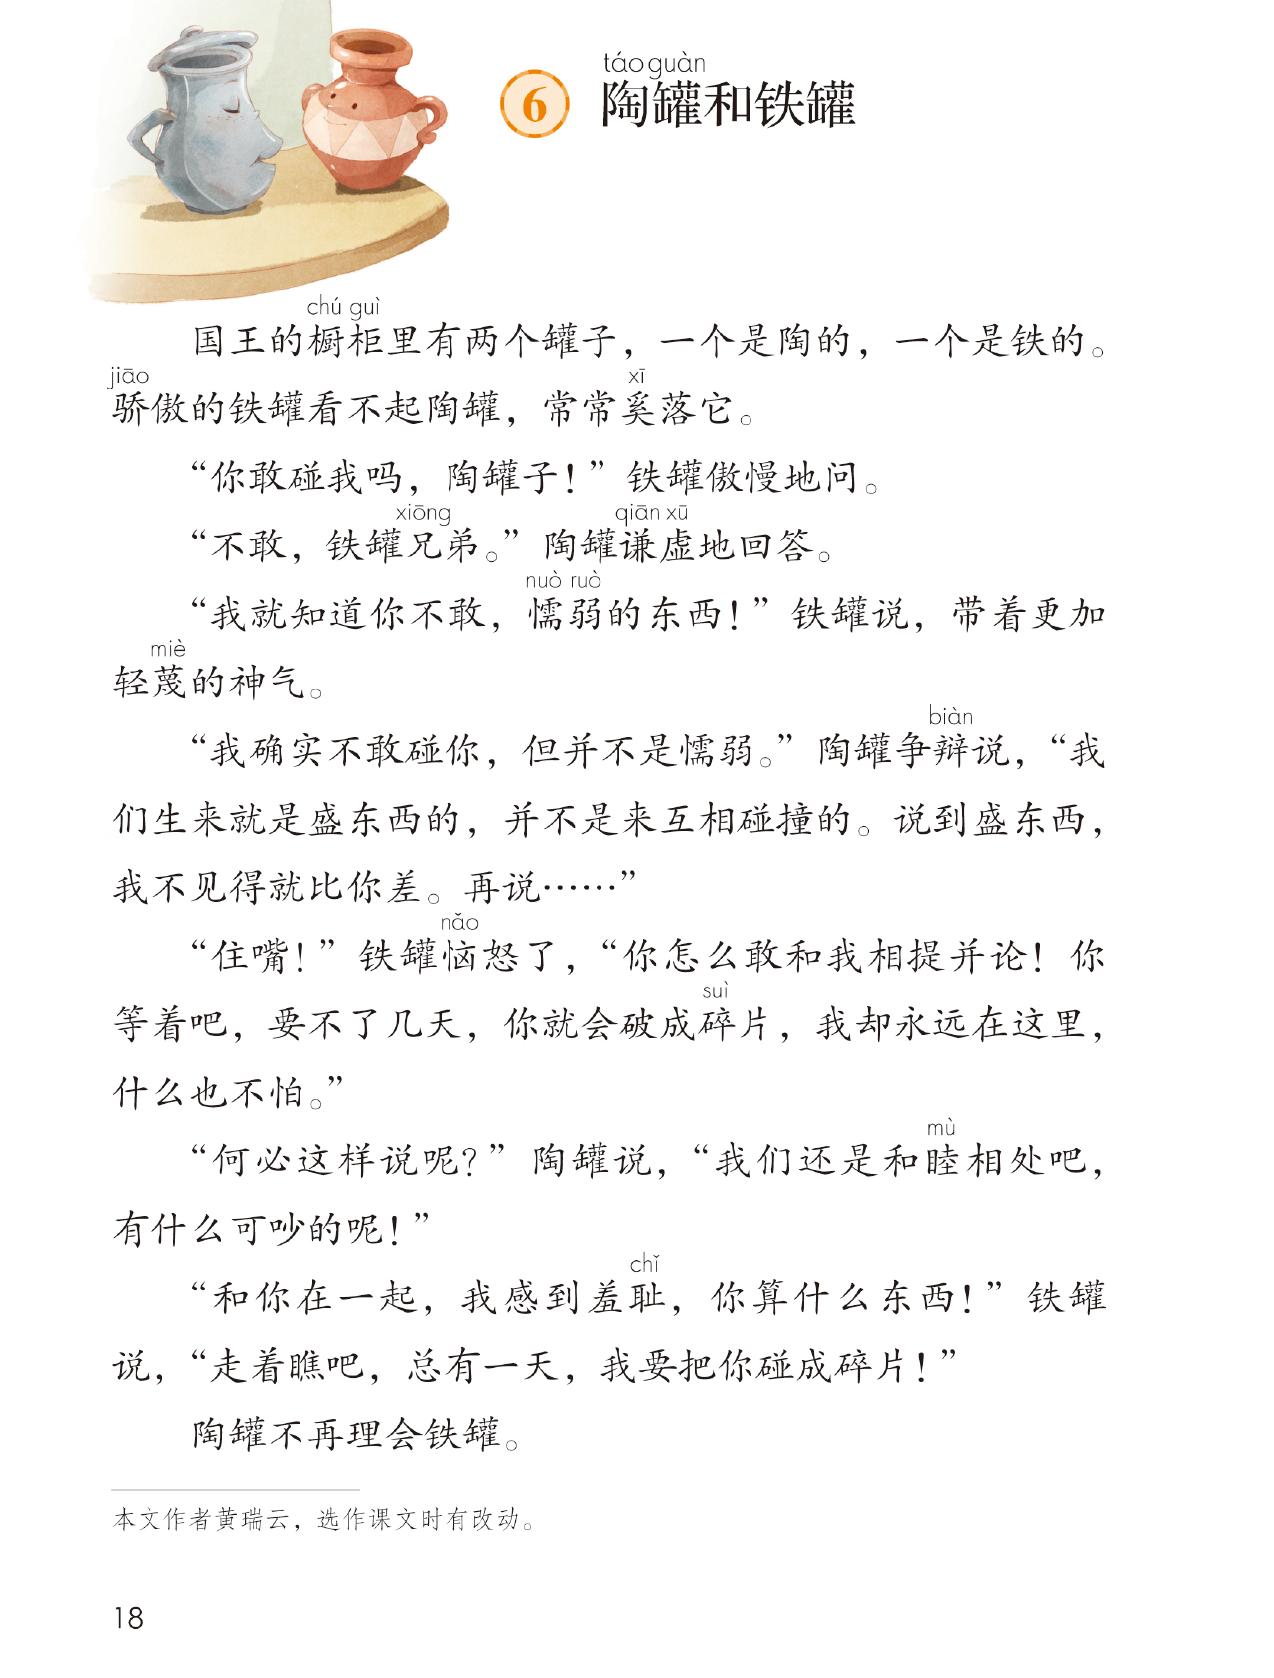 táo guàn
6 陶罐和铁罐
chú guì
国王的橱柜里有两个罐子，一个是陶的，一个是铁的。
jiāo xī
骄傲的铁罐看不起陶罐，常常奚落它。
“你敢碰我吗，陶罐子！”铁罐傲慢地问。
xiōng qiān xū
“不敢，铁罐兄弟。”陶罐谦虚地回答。
nuò ruò
“我就知道你不敢，懦弱的东西！”铁罐说，带着更加
miè
轻蔑的神气。
biàn
“我确实不敢碰你，但并不是懦弱。”陶罐争辩说，“我
们生来就是盛东西的，并不是来互相碰撞的。说到盛东西，
我不见得就比你差。再说……”
nǎo
“住嘴！”铁罐恼怒了，“你怎么敢和我相提并论！你
suì
等着吧，要不了几天，你就会破成碎片，我却永远在这里，
什么也不怕。”
mù
“何必这样说呢？”陶罐说，“我们还是和睦相处吧，
有什么可吵的呢！”
chǐ
“和你在一起，我感到羞耻，你算什么东西！”铁罐
说，“走着瞧吧，总有一天，我要把你碰成碎片！”
陶罐不再理会铁罐。
本文作者黄瑞云，选作课文时有改动。
18